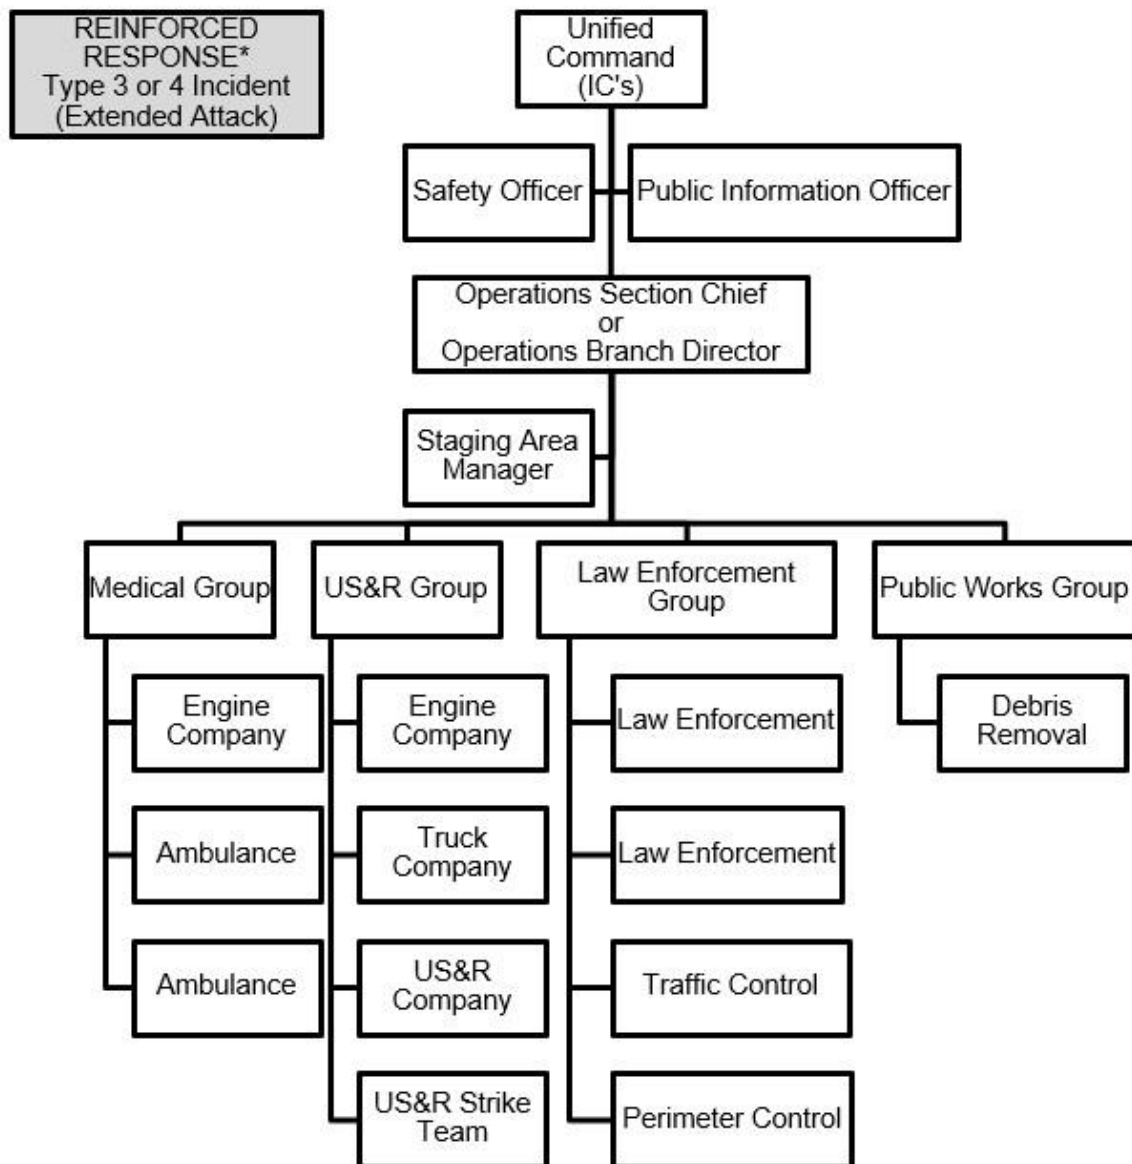 REINFORCED
RESPONSE*
Type 3 or 4 Incident
(Extended Attack)
Unified
Command
(IC's)
Safety Officer
Public Information Officer
Operations Section Chief
or
Operations Branch Director
Staging Area
Manager
Medical Group
US&R Group
Law Enforcement
Group
Public Works Group
Engine
Company
Engine
Company
Law Enforcement
Debris
Removal
Ambulance
Truck
Company
Law Enforcement
Ambulance
US&R
Company
Traffic Control
US&R Strike
Team
Perimeter Control